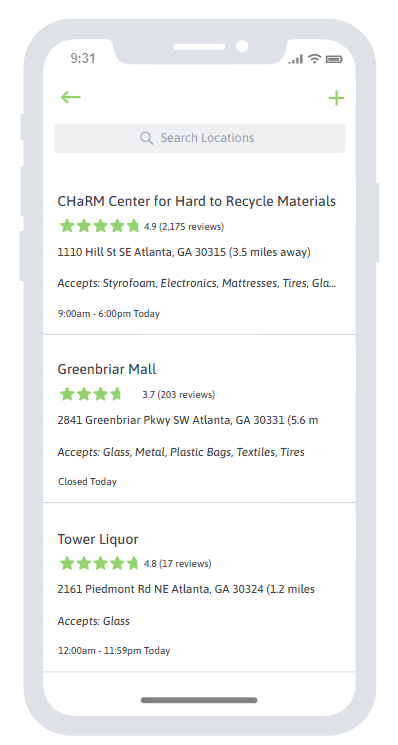 9:31
Search Locations
CHaRM Center for Hard to Recycle Materials
4.9 (2,175 reviews)
1110 Hill St SE Atlanta, GA 30315 (3.5 miles away)
Accepts: Styrofoam, Electronics, Mattresses, Tires, Gla...
9:00am - 6:00pm Today
Greenbriar Mall
3.7 (203 reviews)
2841 Greenbriar Pkwy SW Atlanta, GA 30331 (5.6 m
Accepts: Glass, Metal, Plastic Bags, Textiles, Tires
Closed Today
Tower Liquor
4.8 (17 reviews)
2161 Piedmont Rd NE Atlanta, GA 30324 (1.2 miles
Accepts: Glass
12:00am - 11:59pm Today